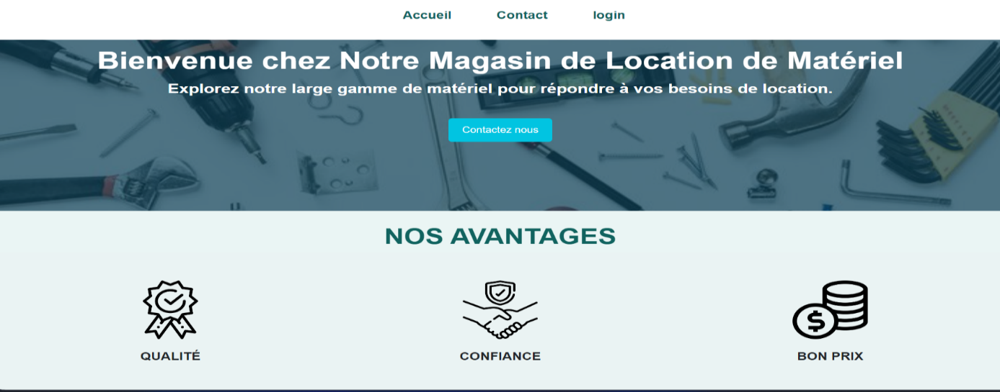 Accueil Contact login
Bienvenue chez Notre Magasin de Location de Matériel
Explorez notre large gamme de matériel pour répondre à vos besoins de location.
Contactez nous
NOS AVANTAGES
QUALITÉ CONFIANCE BON PRIX